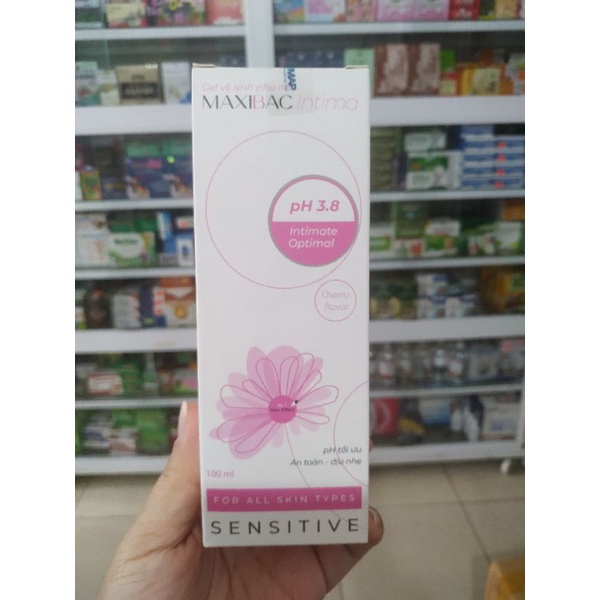 Gel vệ sinh phụ n
MAXIBAC Intima
MAP
pH 3.8
Intimate
Optimal
Cherry
flavor
pH tối ưu
An toàn - dịu nhẹ
100 ml
FOR ALL SKIN TYPES
SENSITIVE